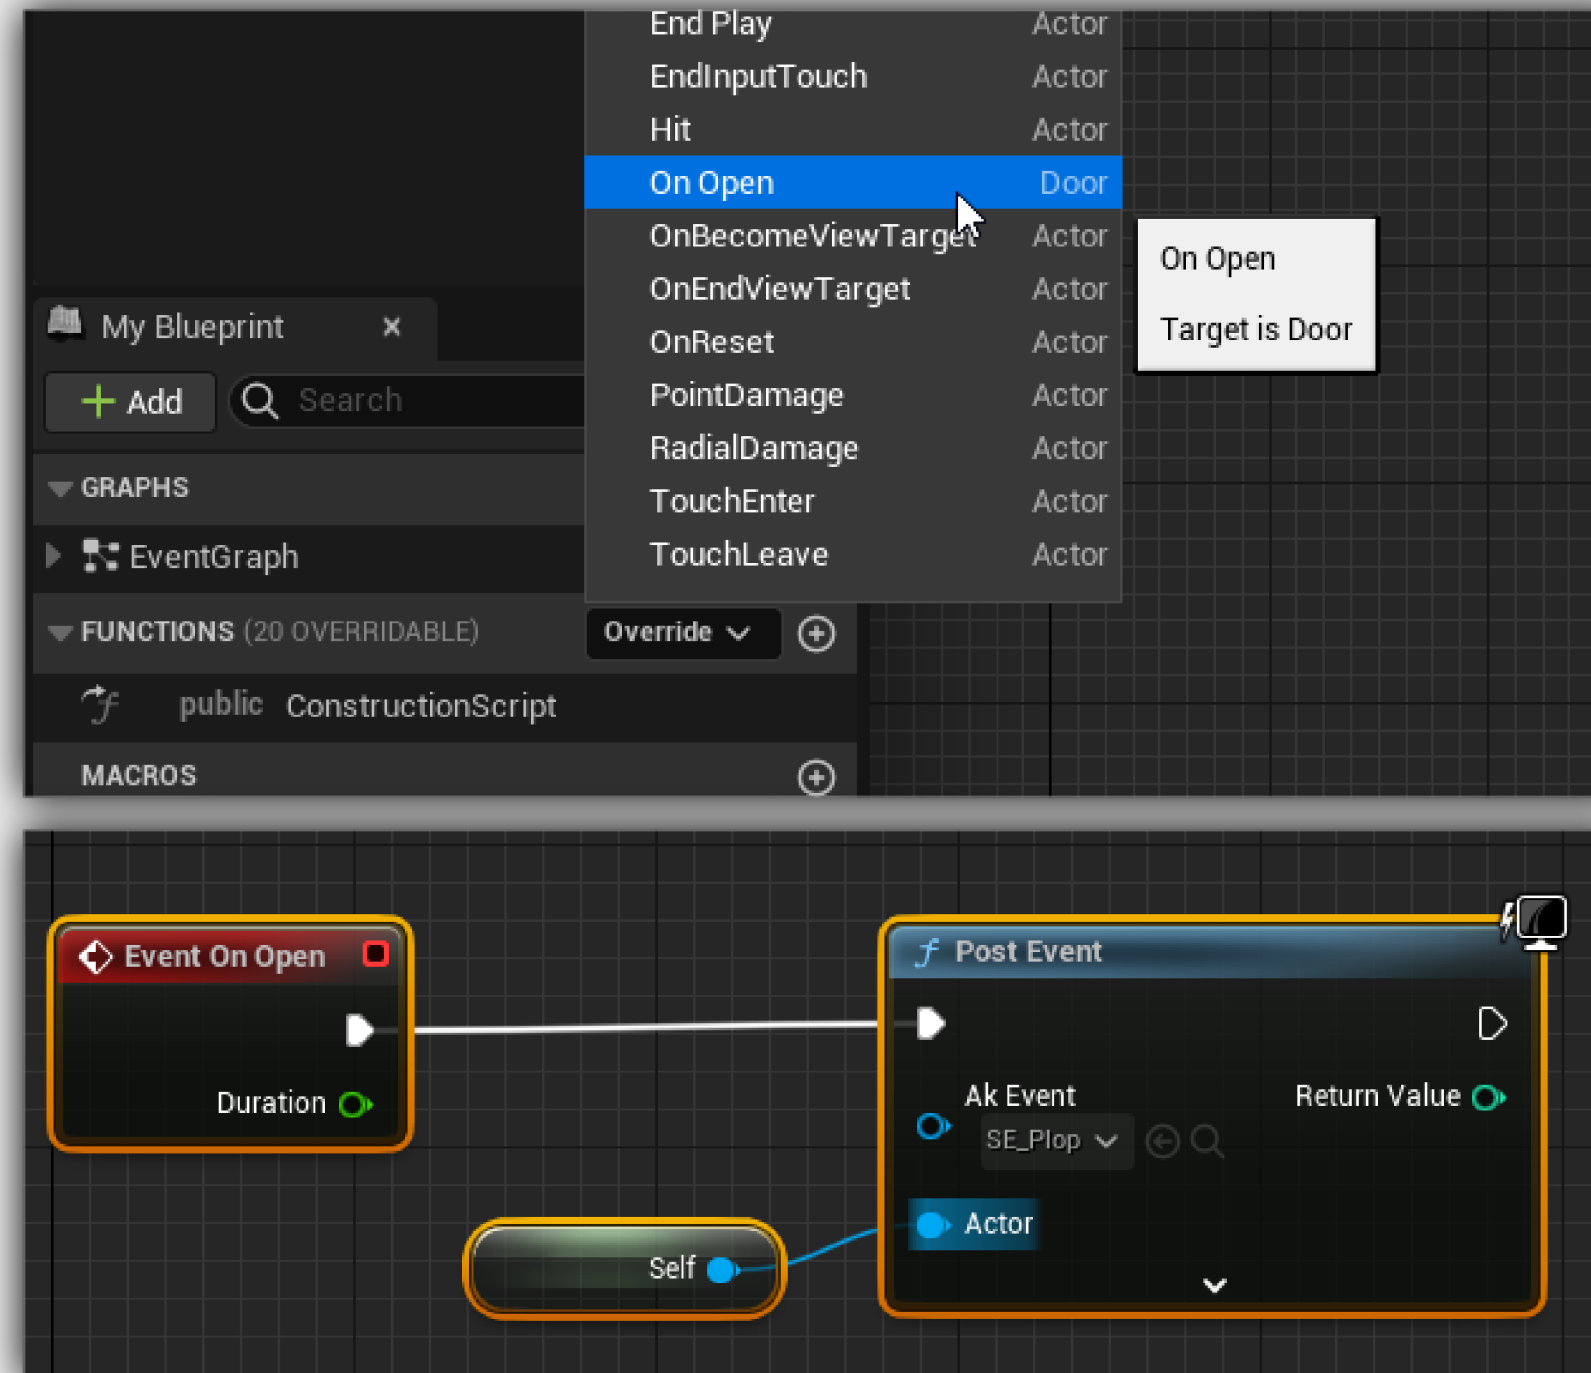 End Play Actor
EndInputTouch Actor
Hit Actor
On Open Door
OnBecomeViewTarget Actor
OnEndViewTarget Actor
OnReset Actor
PointDamage Actor
RadialDamage Actor
TouchEnter Actor
TouchLeave Actor
On Open
Target is Door
My Blueprint
Add Search
GRAPHS
EventGraph
FUNCTIONS (20 OVERRIDABLE) Override
public ConstructionScript
MACROS
Event On Open
Duration
Self
Post Event
Ak Event
SE_Plop
Return Value
Actor